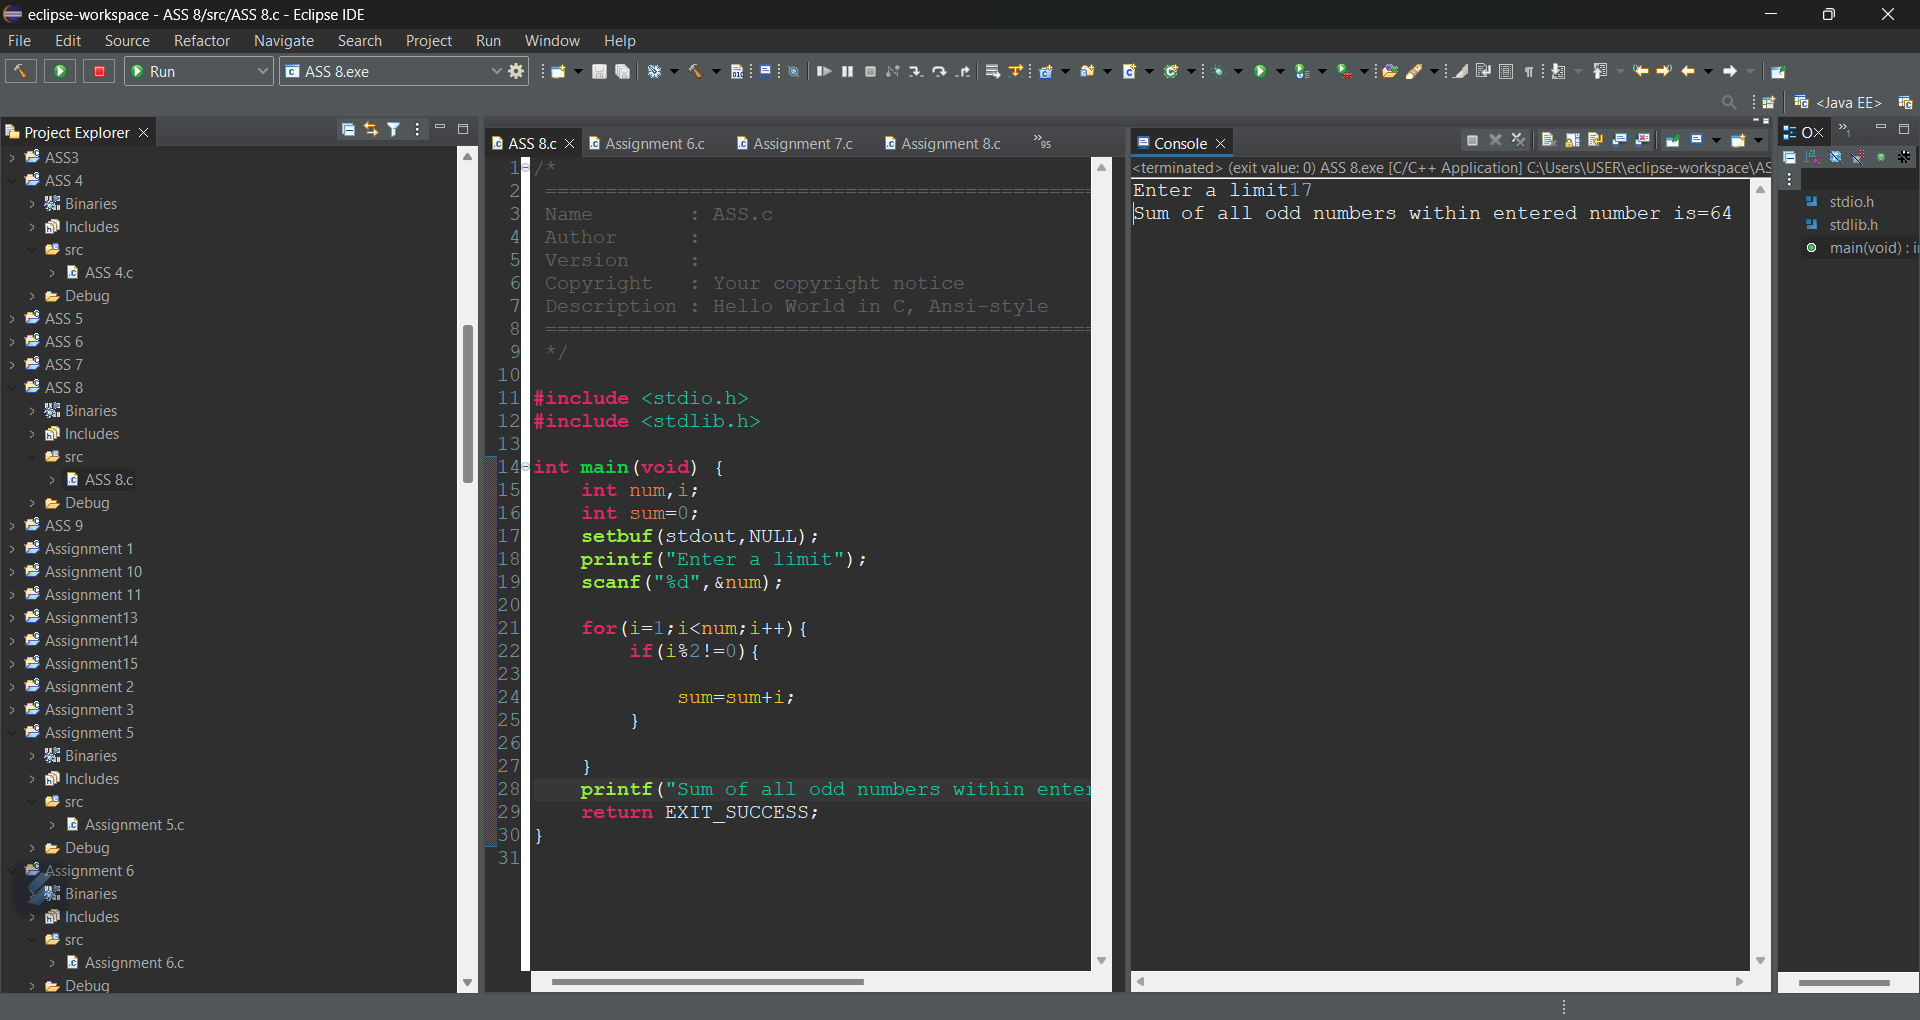 eclipse-workspace - ASS 8/src/ASS 8.c - Eclipse IDE
File Edit Source Refactor Navigate Search Project Run Window Help
Run ASS 8.exe
<Java EE>
Project Explorer
ASS3
ASS 4
Binaries
Includes
src
ASS 4.c
Debug
ASS 5
ASS 6
ASS 7
ASS 8
Binaries
Includes
src
ASS 8.c
Debug
ASS 9
Assignment 1
Assignment 10
Assignment 11
Assignment13
Assignment14
Assignment15
Assignment 2
Assignment 3
Assignment 5
Binaries
Includes
src
Assignment 5.c
Debug
Assignment 6
Binaries
Includes
src
Assignment 6.c
Debug
ASS 8.c Assignment 6.c Assignment 7.c Assignment 8.c 95
1 /*
2 ==============================================
3 Name : ASS.c
4 Author :
5 Version :
6 Copyright : Your copyright notice
7 Description : Hello World in C, Ansi-style
8 ==============================================
9 */
10
11 #include <stdio.h>
12 #include <stdlib.h>
13
14 int main(void) {
15 int num,i;
16 int sum=0;
17 setbuf(stdout,NULL);
18 printf("Enter a limit");
19 scanf("%d",&num);
20
21 for(i=1;i<num;i++){
22 if(i%2!=0){
23
24 sum=sum+i;
25 }
26
27 }
28 printf("Sum of all odd numbers within enter
29 return EXIT_SUCCESS;
30 }
31
Console
<terminated> (exit value: 0) ASS 8.exe [C/C++ Application] C:\Users\USER\eclipse-workspace\AS
Enter a limit17
Sum of all odd numbers within entered number is=64
O
1
stdio.h
stdlib.h
main(void) : i